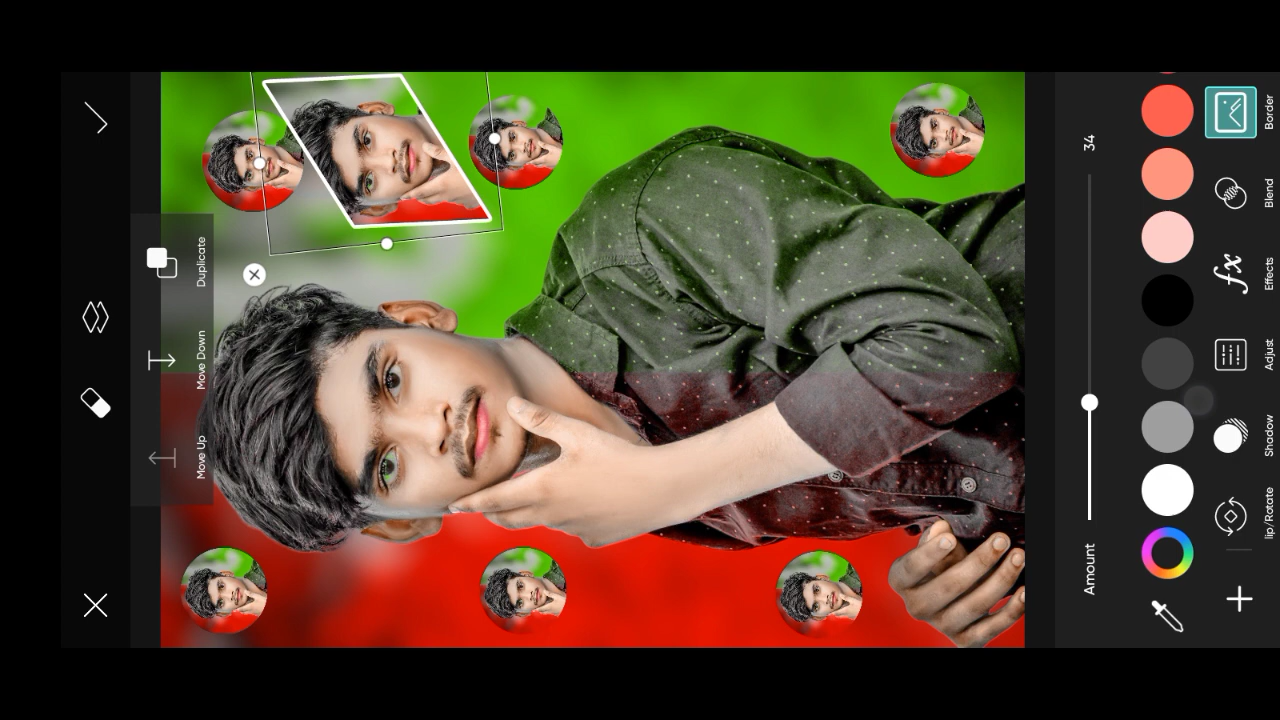 Duplicate
Move Down
Move Up
34
Amount
Border
Blend
Effects
Adjust
Shadow
lip/Rotate